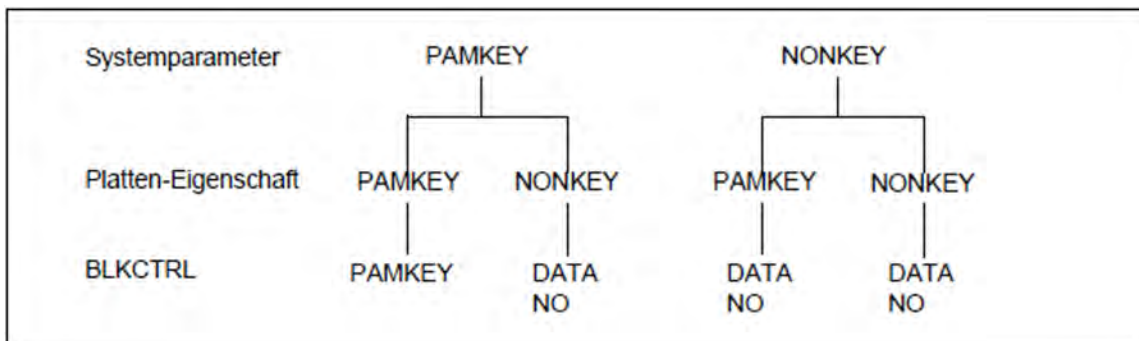 Systemparameter PAMKEY NONKEY
Platten-Eigenschaft PAMKEY NONKEY PAMKEY NONKEY
BLKCTRL PAMKEY DATA DATA DATA
NO NO NO